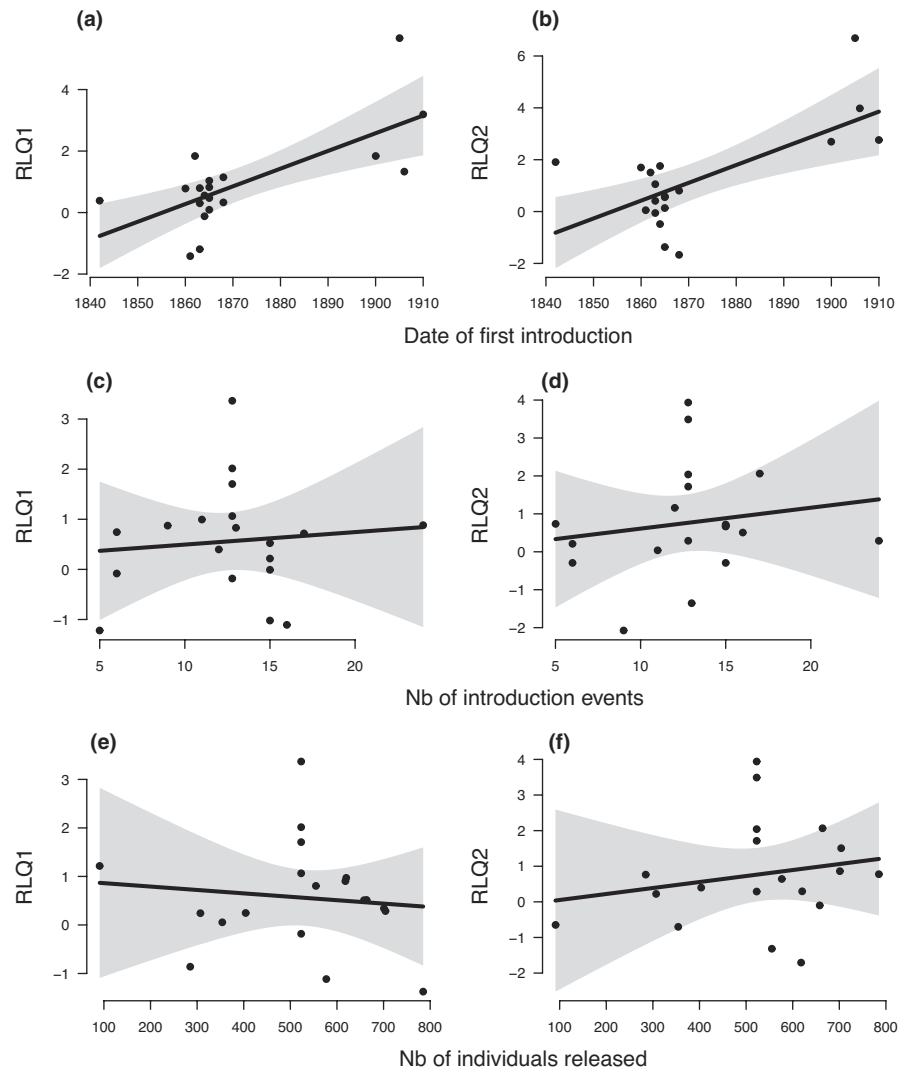 (a)
(b)
RLQ1
4
2
0
−2
RLQ2
6
4
2
0
−2
1840 1850 1860 1870 1880 1890 1900 1910
1840 1850 1860 1870 1880 1890 1900 1910
Date of first introduction
(c)
(d)
RLQ1
3
2
1
0
−1
RLQ2
4
3
2
1
0
−1
−2
5 10 15 20
5 10 15 20
Nb of introduction events
(e)
(f)
RLQ1
3
2
1
0
−1
RLQ2
4
3
2
1
0
−1
−2
100 200 300 400 500 600 700 800
100 200 300 400 500 600 700 800
Nb of individuals released